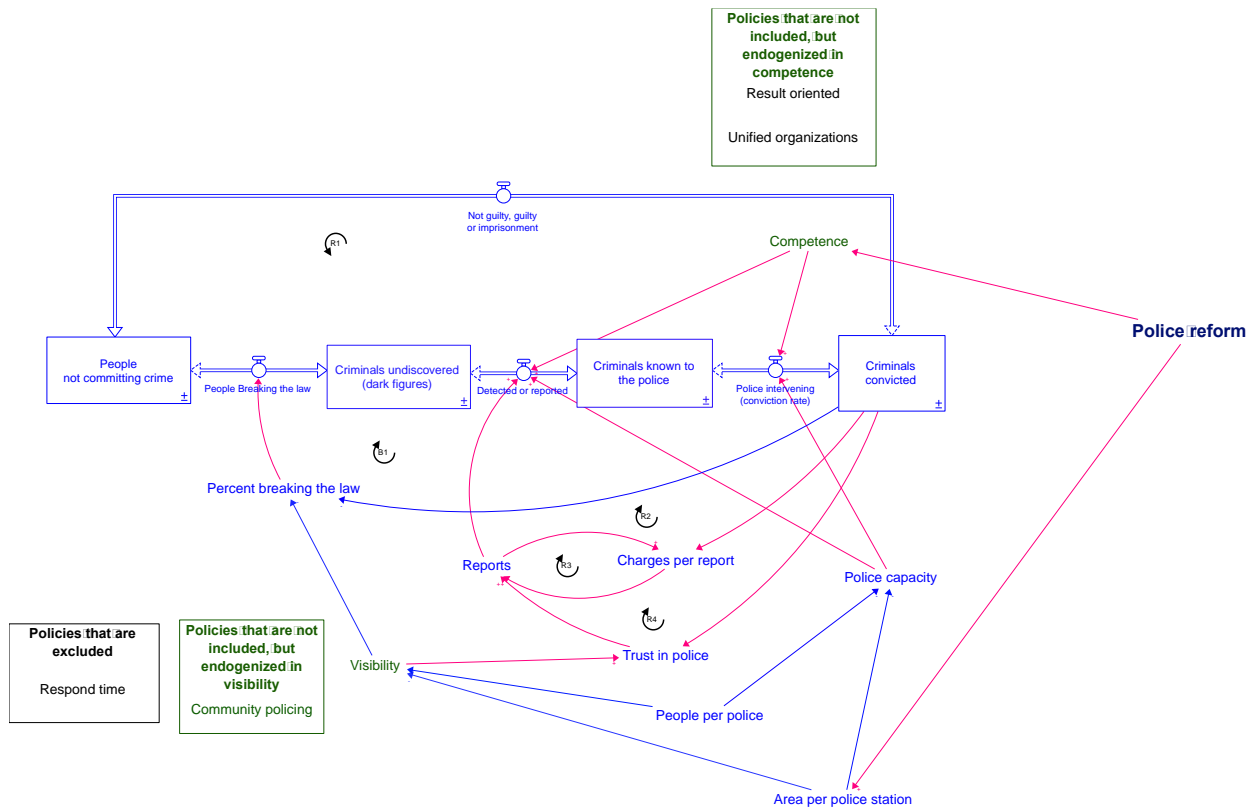 Policies that are not
included, but
endogenized in
competence
Result oriented
Unified organizations
Not guilty, guilty
or imprisonment
R1
Competence
Police reform
People
not committing crime
People Breaking the law
Criminals undiscovered
(dark figures)
Detected or reported
Criminals known to
the police
Police intervening
(conviction rate)
Criminals
convicted
B1
Percent breaking the law
R2
Reports
R3
Charges per report
Police capacity
R4
Policies that are
excluded
Respond time
Policies that are not
included, but
endogenized in
visibility
Community policing
Visibility
Trust in police
People per police
Area per police station